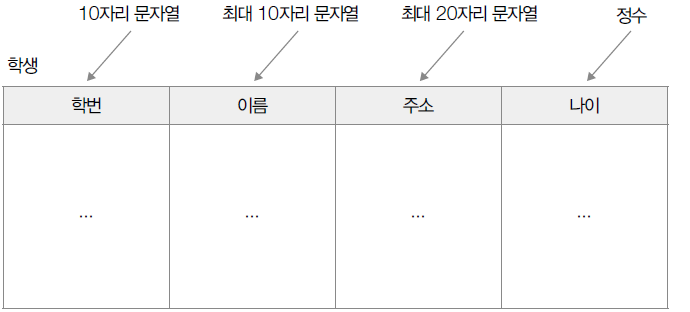 10자리 문자열 최대 10자리 문자열 최대 20자리 문자열 정수
학생
학번 이름 주소 나이
... ... ... ...